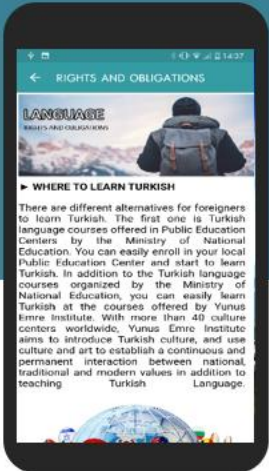 14:37
RIGHTS AND OBLIGATIONS
LANGUAGE
RIGHTS AND OBLIGATIONS
► WHERE TO LEARN TURKISH
There are different alternatives for foreigners
to learn Turkish. The first one is Turkish
language courses offered in Public Education
Centers by the Ministry of National
Education. You can easily enroll in your local
Public Education Center and start to learn
Turkish. In addition to the Turkish language
courses organized by the Ministry of
National Education, you can easily learn
Turkish at the courses offered by Yunus
Emre Institute. With more than 40 culture
centers worldwide, Yunus Emre Institute
aims to introduce Turkish culture, and use
culture and art to establish a continuous and
permanent interaction between national,
traditional and modern values in addition to
teaching Turkish Language.